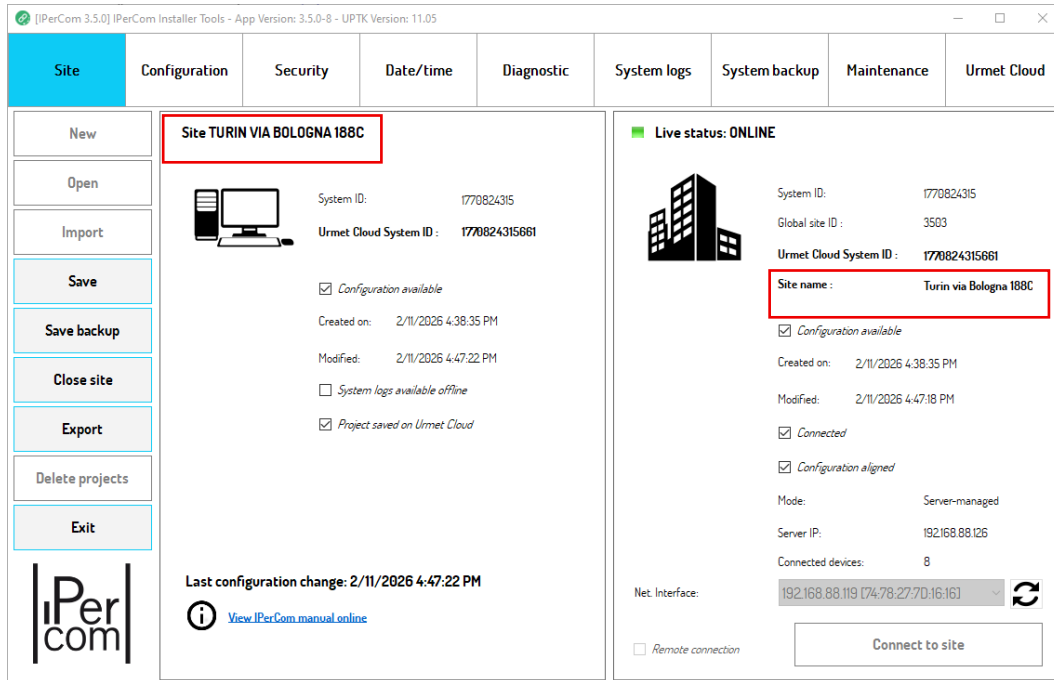 [IPerCom 3.5.0] IPerCom Installer Tools - App Version: 3.5.0-8 - UPTK Version: 11.05
Site
Configuration
Security
Date/time
Diagnostic
System logs
System backup
Maintenance
Urmet Cloud
New
Open
Import
Save
Save backup
Close site
Export
Delete projects
Exit
IPer
com
Site TURIN VIA BOLOGNA 188C
System ID: 1770824315
Urmet Cloud System ID : 1770824315661
Configuration available
Created on: 2/11/2026 4:38:35 PM
Modified: 2/11/2026 4:47:22 PM
System logs available offline
Project saved on Urmet Cloud
Last configuration change: 2/11/2026 4:47:22 PM
View IPerCom manual online
Live status: ONLINE
System ID: 1770824315
Global site ID : 3503
Urmet Cloud System ID : 1770824315661
Site name : Turin via Bologna 188C
Configuration available
Created on: 2/11/2026 4:38:35 PM
Modified: 2/11/2026 4:47:18 PM
Connected
Configuration aligned
Mode: Server-managed
Server IP: 192.168.88.126
Connected devices: 8
Net. Interface: 192.168.88.119 [74:78:27:7D:16:16]
Remote connection
Connect to site